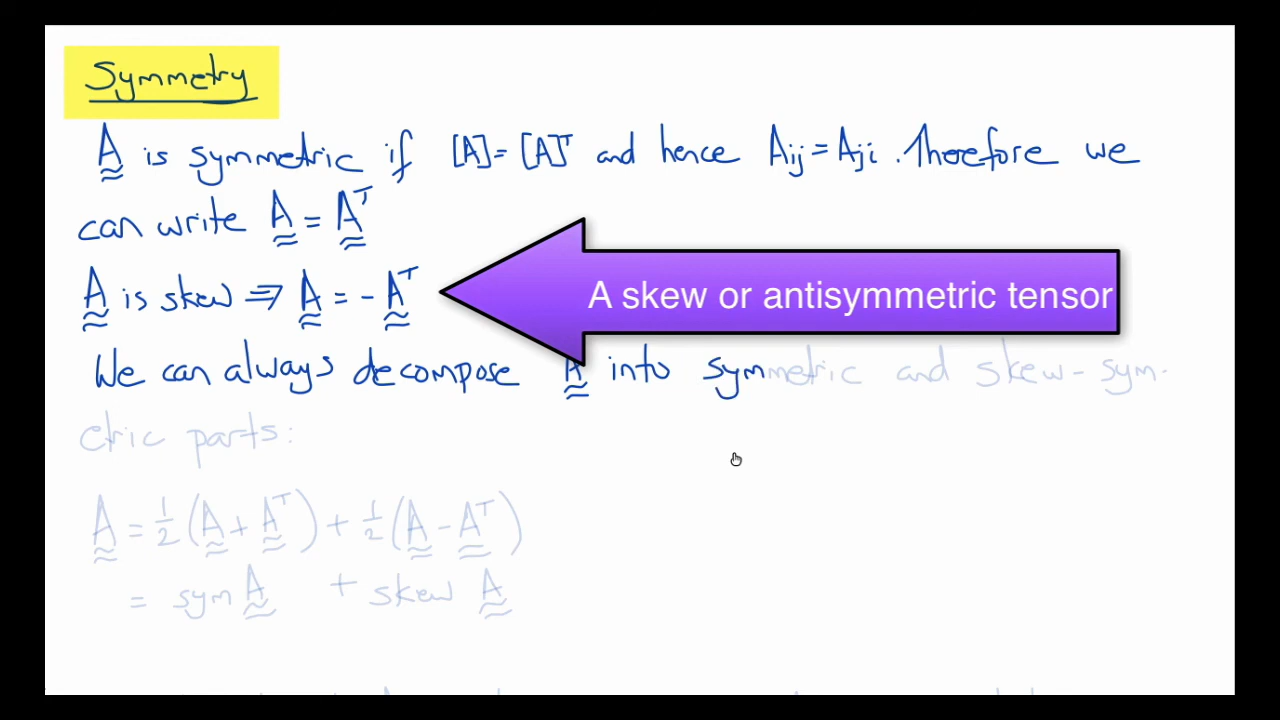 Symmetry
A is symmetric if [A]=[A]ᵀ and hence Aij = Aji. Therefore we
can write A = Aᵀ
A is skew ⇒ A = - Aᵀ
A skew or antisymmetric tensor
We can always decompose A into symmetric and skew-sym-
etric parts:
A = 1/2 (A + Aᵀ) + 1/2 (A - Aᵀ)
= sym A + skew A